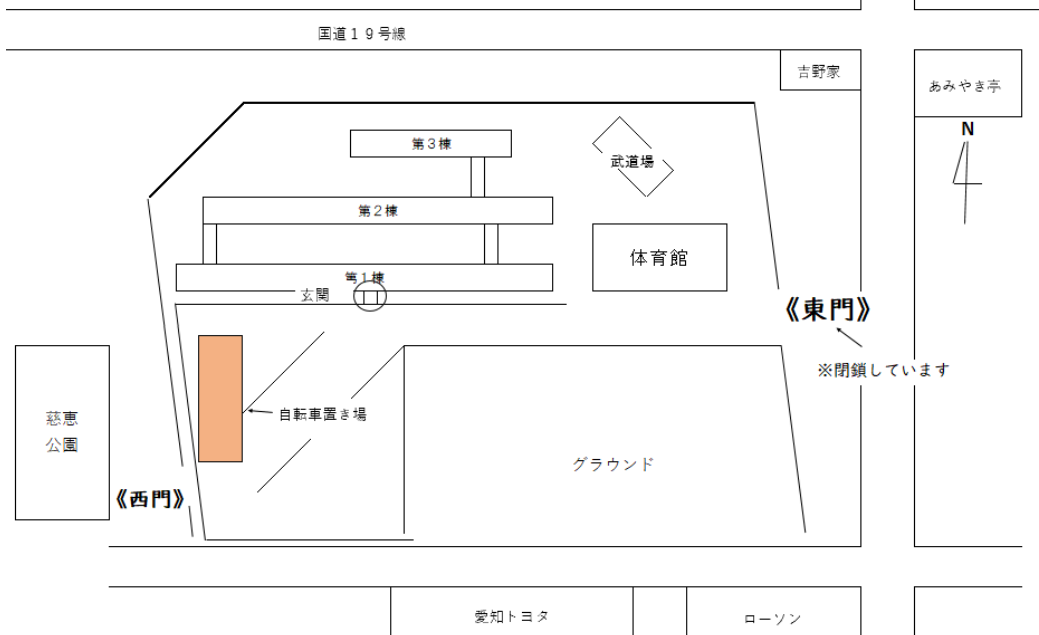 国道１９号線
吉野家
あみやき亭
N
第３棟
武道場
第２棟
体育館
第１棟
玄関
《東門》
※閉鎖しています
慈恵
公園
自転車置き場
グラウンド
《西門》
愛知トヨタ
ローソン